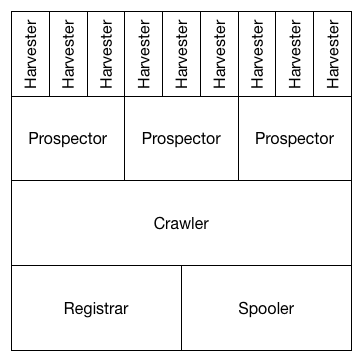 Harvester
Harvester
Harvester
Harvester
Harvester
Harvester
Harvester
Harvester
Harvester
Prospector
Prospector
Prospector
Crawler
Registrar
Spooler